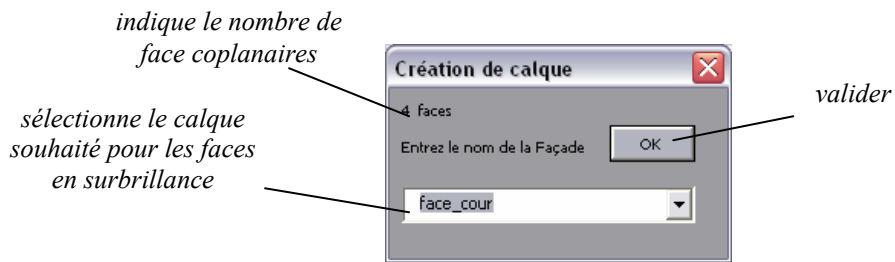 indique le nombre de
face coplanaires
Création de calque
valider
4 faces
sélectionne le calque
souhaité pour les faces
en surbrillance
Entrez le nom de la Façade
OK
face_cour